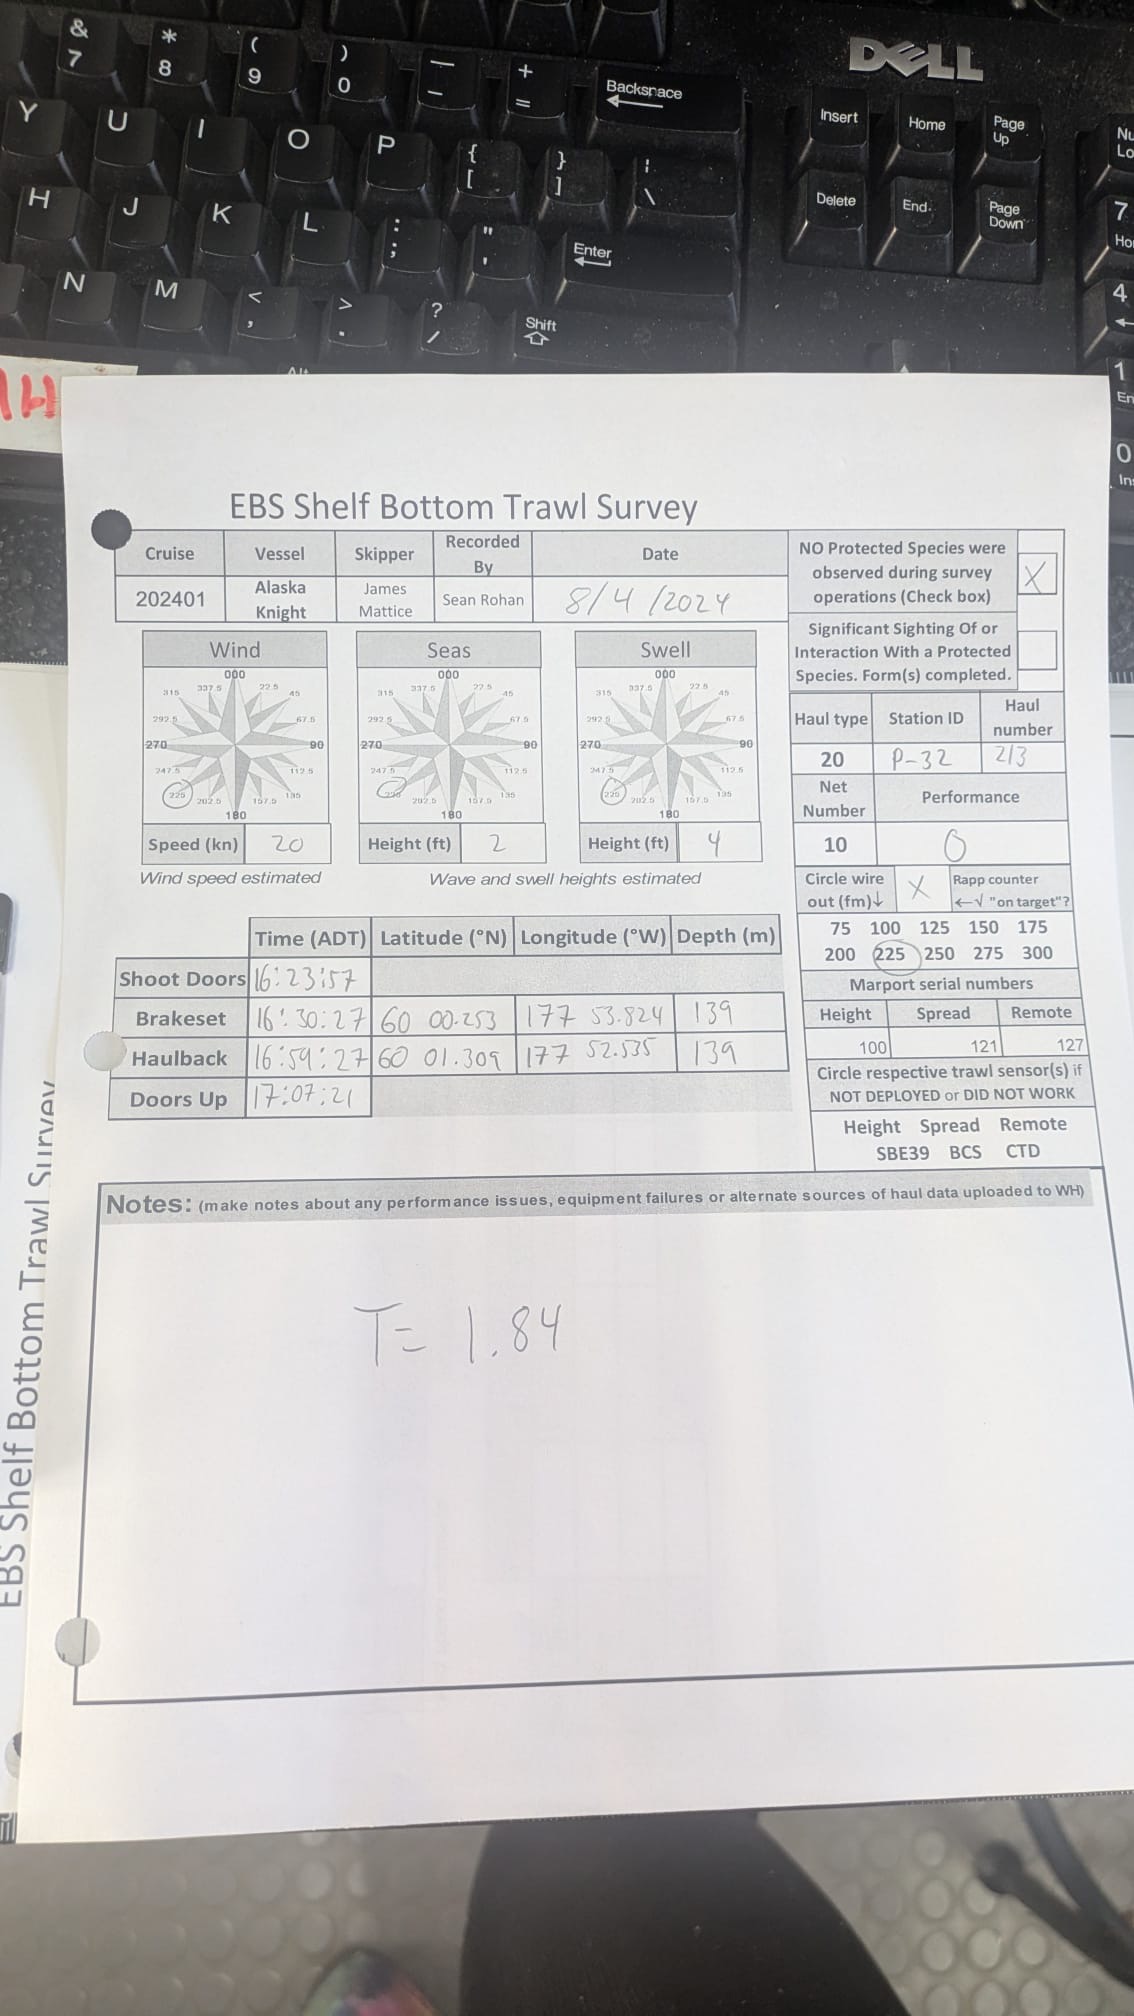 & 7 * 8 ( 9 ) 0 — – + = Backspace
DELL
Insert Home Page Up
Y U I O P { [ } ] | \
Delete End Page Down 7
H J K L : ; " ' Enter
4
N M < , > . ? / Shift
Alt
1
0
EBS Shelf Bottom Trawl Survey
Cruise Vessel Skipper Recorded By Date
202401 Alaska Knight James Mattice Sean Rohan 8/4/2024
NO Protected Species were
observed during survey
operations (Check box) X
Significant Sighting Of or
Interaction With a Protected
Species. Form(s) completed.
Wind
000
337.5 22.5
315 45
292.5 67.5
270 90
247.5 112.5
225 135
202.5 157.5
180
Speed (kn) 20
Seas
000
337.5 22.5
315 45
292.5 67.5
270 90
247.5 112.5
225 135
202.5 157.5
180
Height (ft) 2
Swell
000
337.5 22.5
315 45
292.5 67.5
270 90
247.5 112.5
225 135
202.5 157.5
180
Height (ft) 4
Wind speed estimated
Wave and swell heights estimated
Haul type Station ID Haul number
20 P-32 213
Net Number Performance
10 0
Circle wire out (fm)↓ X Rapp counter ←√ "on target"?
75 100 125 150 175
200 225 250 275 300
Marport serial numbers
Height Spread Remote
100 121 127
Circle respective trawl sensor(s) if
NOT DEPLOYED or DID NOT WORK
Height Spread Remote
SBE39 BCS CTD
Time (ADT) Latitude (°N) Longitude (°W) Depth (m)
Shoot Doors 16:23:57
Brakeset 16:30:27 60 00.253 177 53.824 139
Haulback 16:59:27 60 01.309 177 52.535 139
Doors Up 17:07:21
Notes: (make notes about any performance issues, equipment failures or alternate sources of haul data uploaded to WH)
T= 1.84
EBS Shelf Bottom Trawl Survey